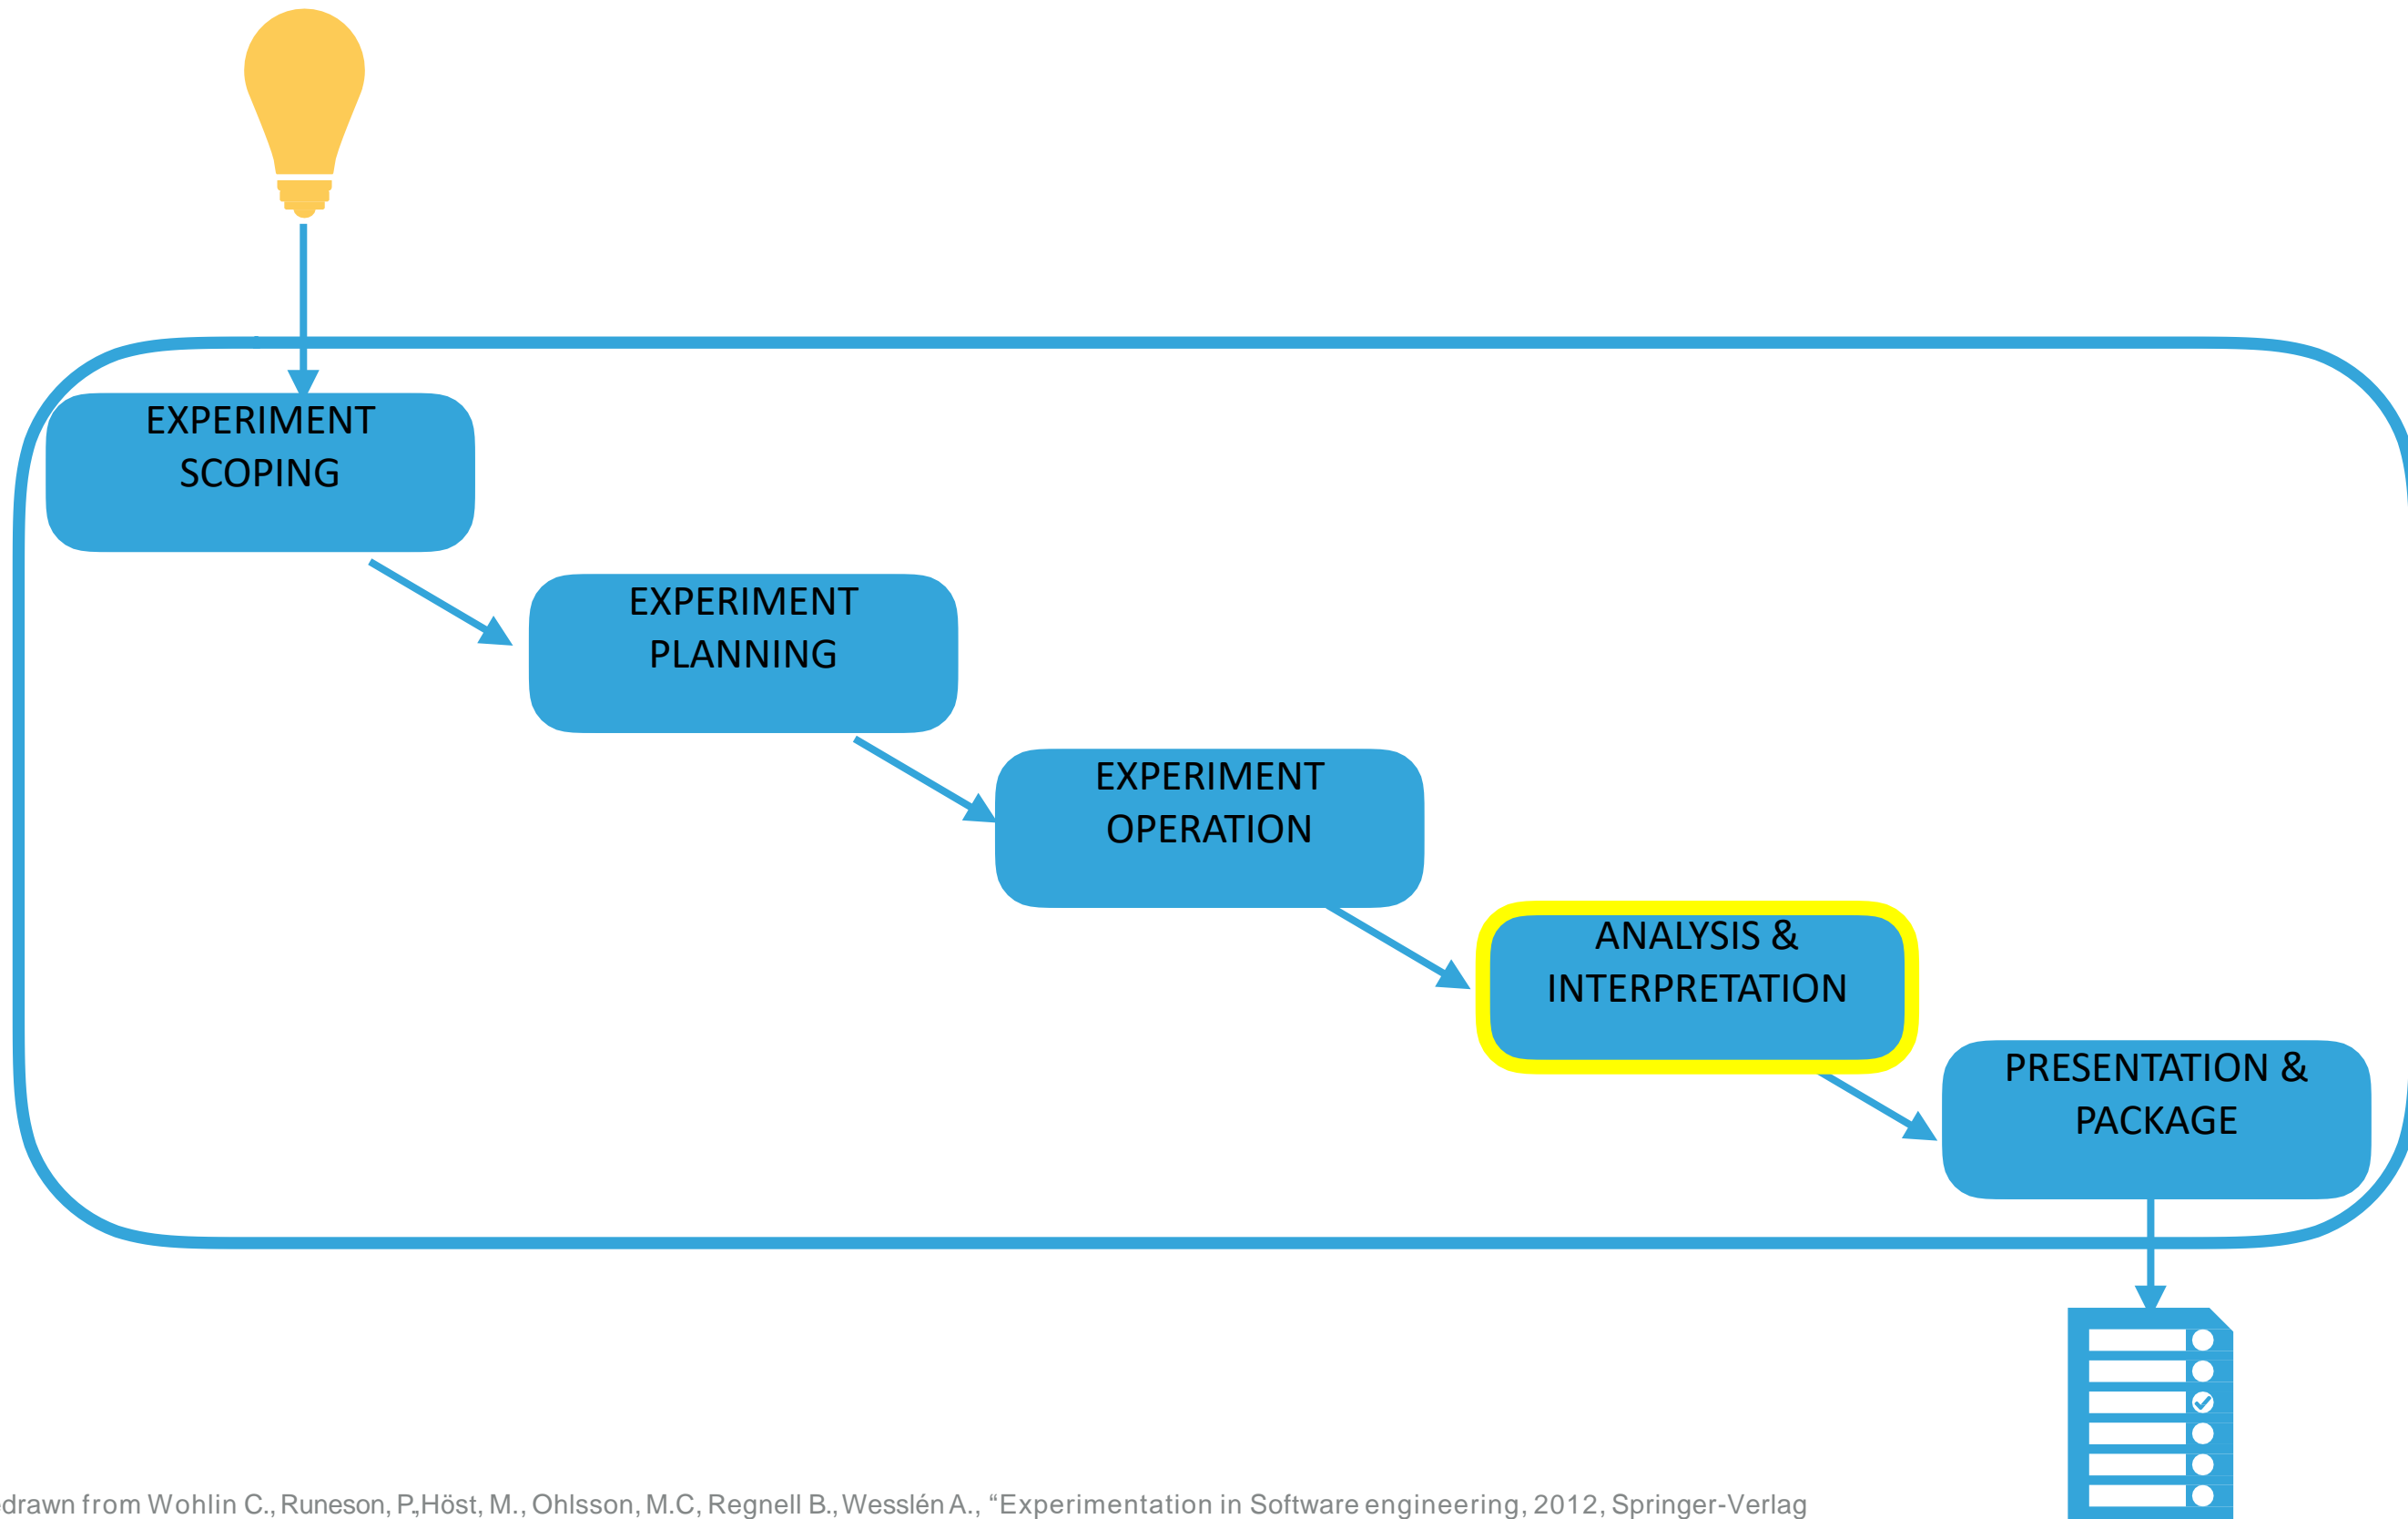 EXPERIMENT
SCOPING
EXPERIMENT
PLANNING
EXPERIMENT
OPERATION
ANALYSIS &
INTERPRETATION
PRESENTATION &
PACKAGE
drawn from Wohlin C., Runeson, P., Höst, M., Ohlsson, M.C, Regnell B., Wesslén A., “Experimentation in Software engineering, 2012, Springer-Verlag